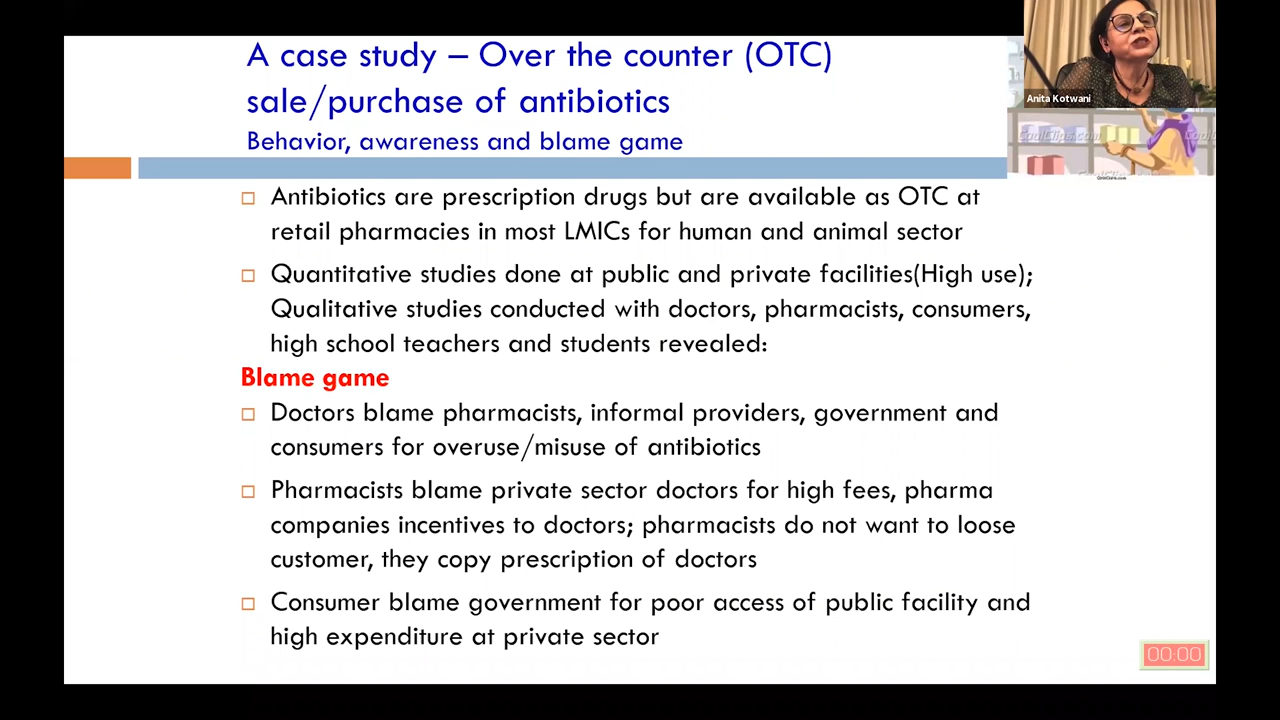 A case study – Over the counter (OTC)
sale/purchase of antibiotics
Behavior, awareness and blame game
Anita Kotwani
CoolClips.com
Antibiotics are prescription drugs but are available as OTC at
retail pharmacies in most LMICs for human and animal sector
Quantitative studies done at public and private facilities(High use);
Qualitative studies conducted with doctors, pharmacists, consumers,
high school teachers and students revealed:
Blame game
Doctors blame pharmacists, informal providers, government and
consumers for overuse/misuse of antibiotics
Pharmacists blame private sector doctors for high fees, pharma
companies incentives to doctors; pharmacists do not want to loose
customer, they copy prescription of doctors
Consumer blame government for poor access of public facility and
high expenditure at private sector
00:00